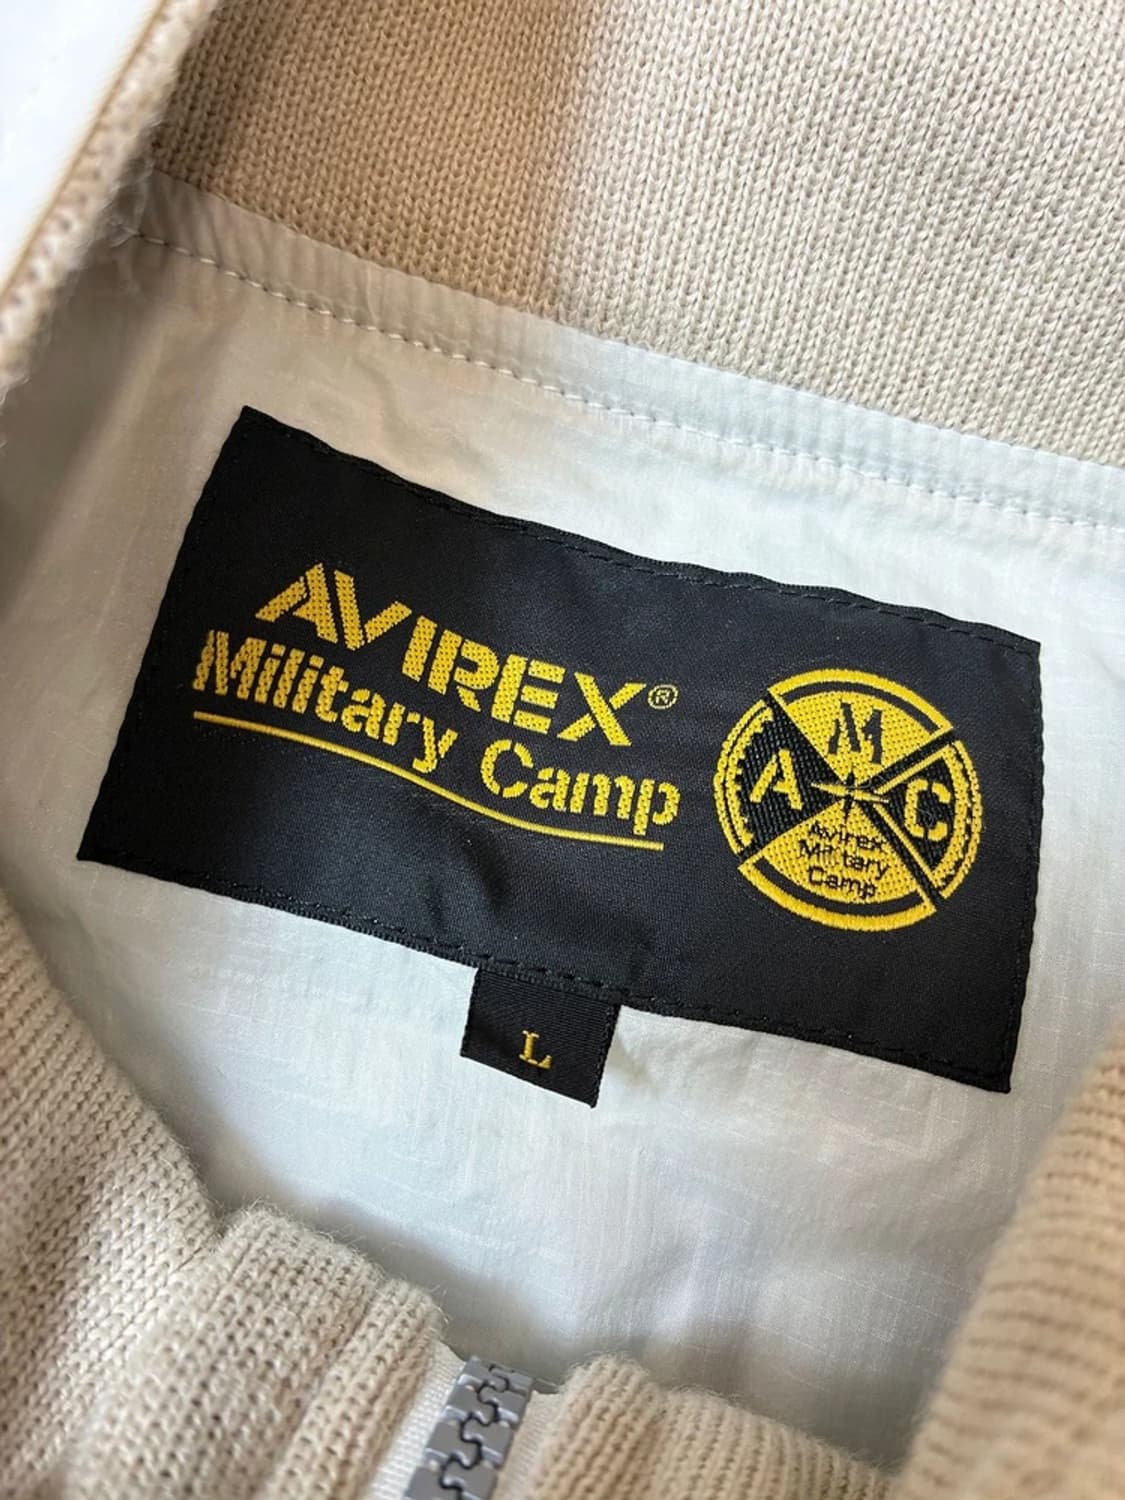 AVIREX®
Military Camp
M
A C
Avirex
Military
Camp
L